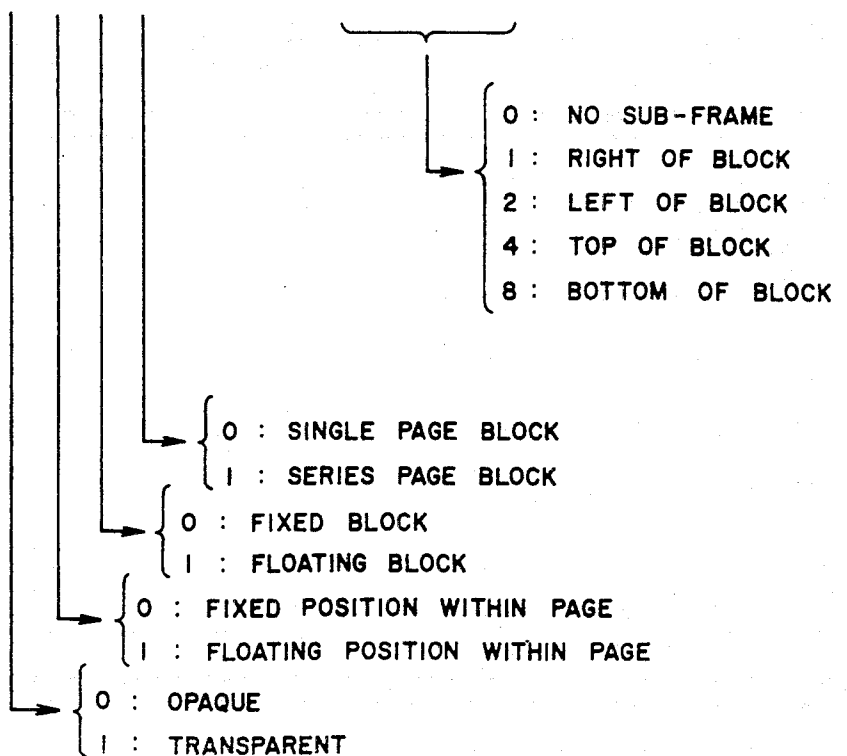 0 : NO SUB-FRAME
1 : RIGHT OF BLOCK
2 : LEFT OF BLOCK
4 : TOP OF BLOCK
8 : BOTTOM OF BLOCK
0 : SINGLE PAGE BLOCK
1 : SERIES PAGE BLOCK
0 : FIXED BLOCK
1 : FLOATING BLOCK
0 : FIXED POSITION WITHIN PAGE
1 : FLOATING POSITION WITHIN PAGE
0 : OPAQUE
1 : TRANSPARENT